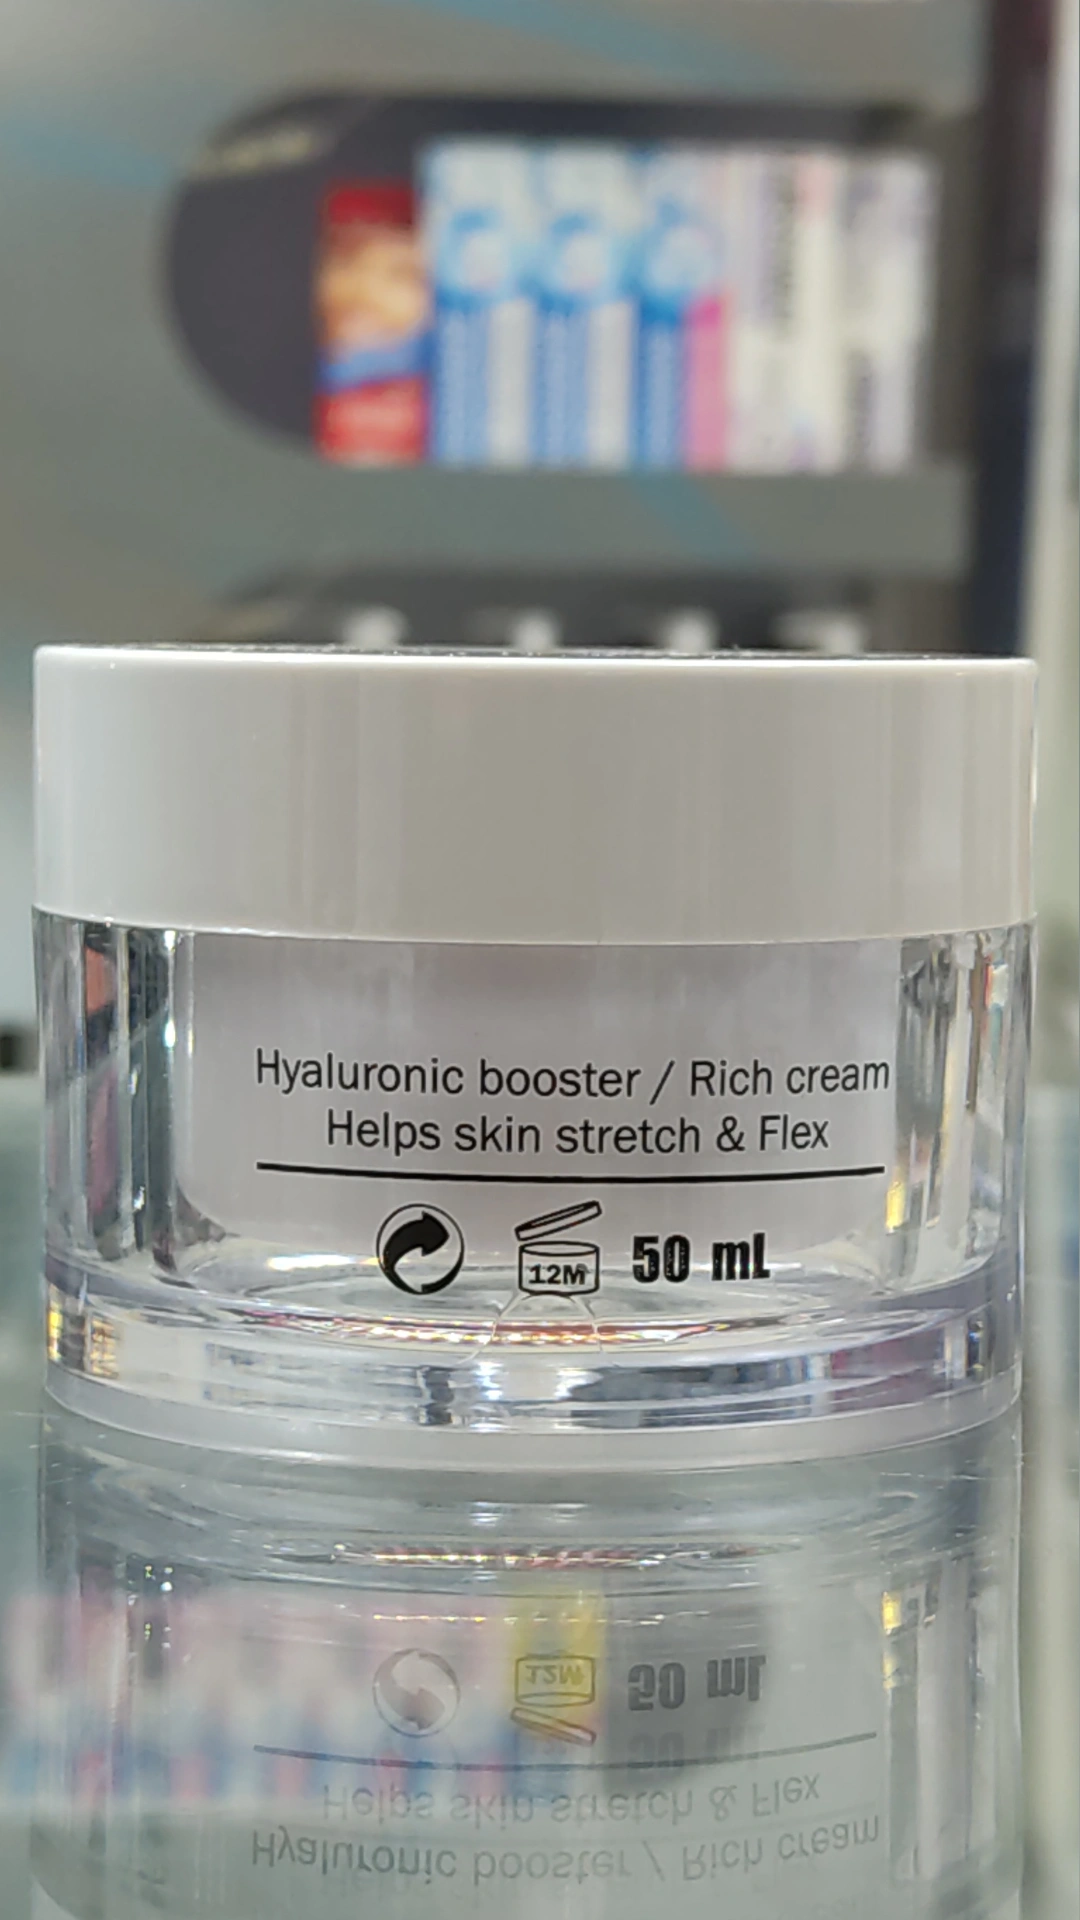 Hyaluronic booster / Rich cream
Helps skin stretch & Flex
12M 50 mL